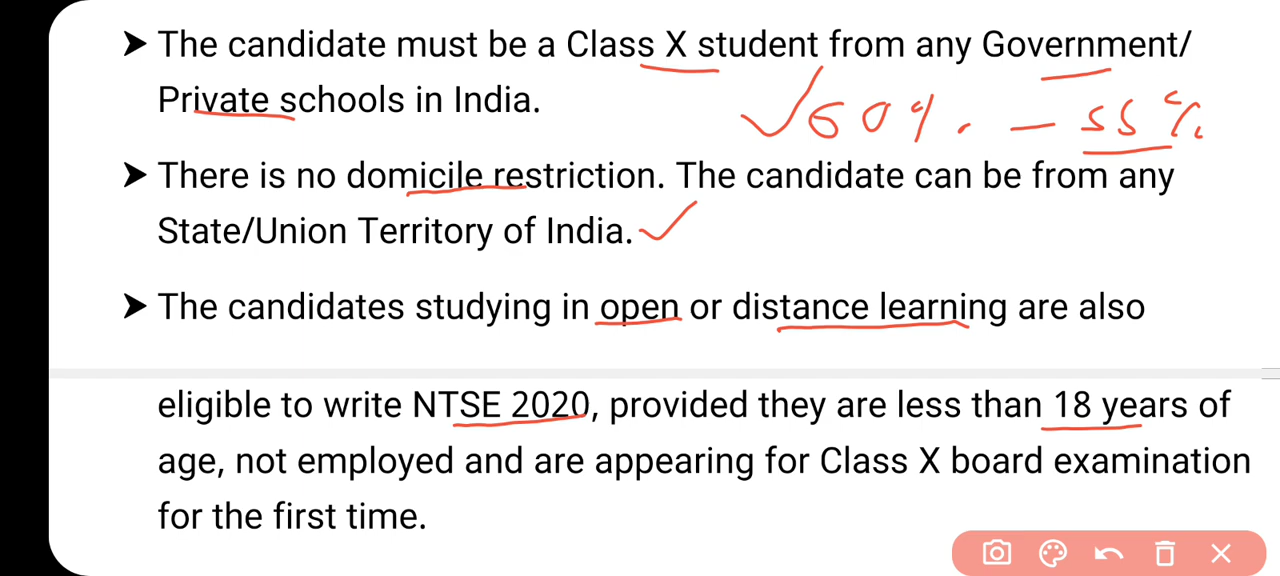 ➤ The candidate must be a Class X student from any Government/
Private schools in India.
✓60%. – 55%
➤ There is no domicile restriction. The candidate can be from any
State/Union Territory of India. ✓
➤ The candidates studying in open or distance learning are also
eligible to write NTSE 2020, provided they are less than 18 years of
age, not employed and are appearing for Class X board examination
for the first time.